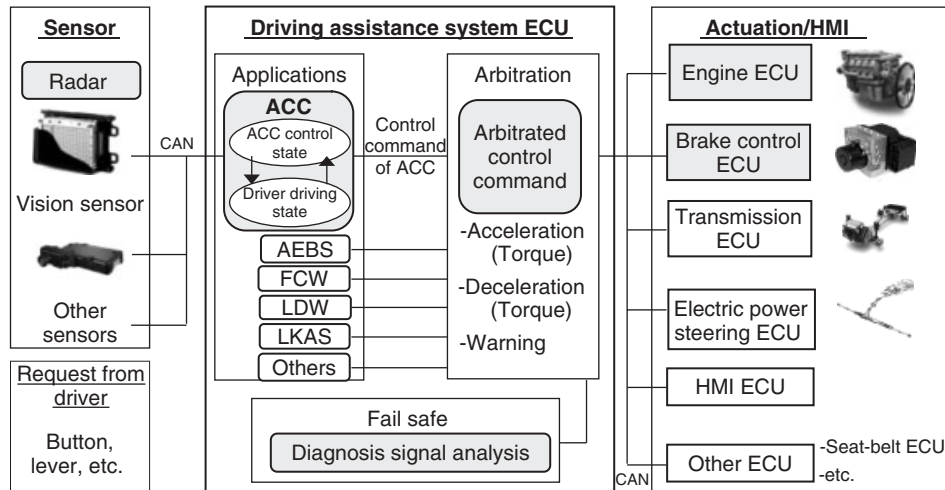 Sensor
Radar
Vision sensor
Other
sensors
Request from
driver
Button,
lever, etc.
CAN
Driving assistance system ECU
Applications
ACC
ACC control
state
Driver driving
state
AEBS
FCW
LDW
LKAS
Others
Control
command
of ACC
Arbitration
Arbitrated
control
command
-Acceleration
(Torque)
-Deceleration
(Torque)
-Warning
Fail safe
Diagnosis signal analysis
CAN
Actuation/HMI
Engine ECU
Brake control
ECU
Transmission
ECU
Electric power
steering ECU
HMI ECU
Other ECU
-Seat-belt ECU
-etc.